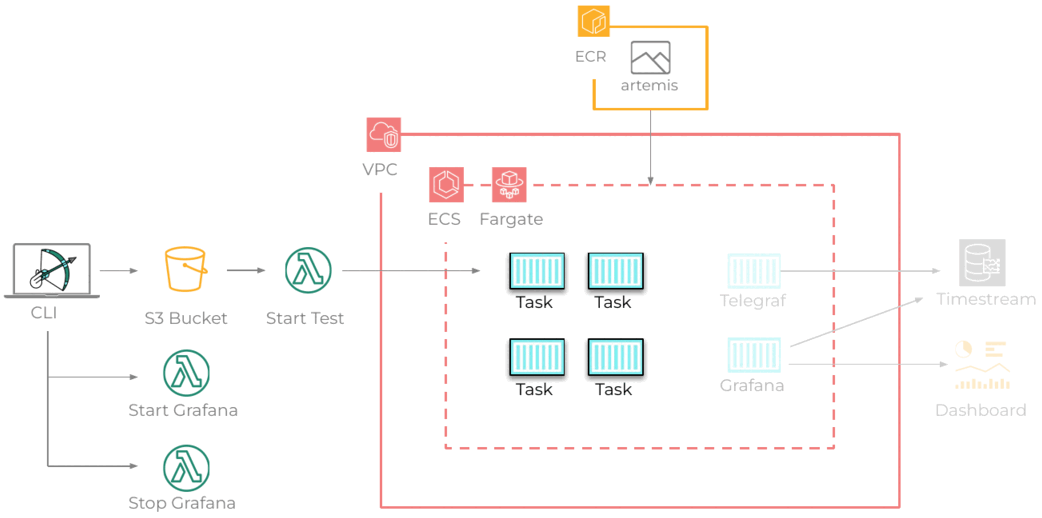 ECR
artemis
VPC
ECS
Fargate
CLI
S3 Bucket
Start Test
Task
Task
Telegraf
Timestream
Task
Task
Grafana
Dashboard
Start Grafana
Stop Grafana